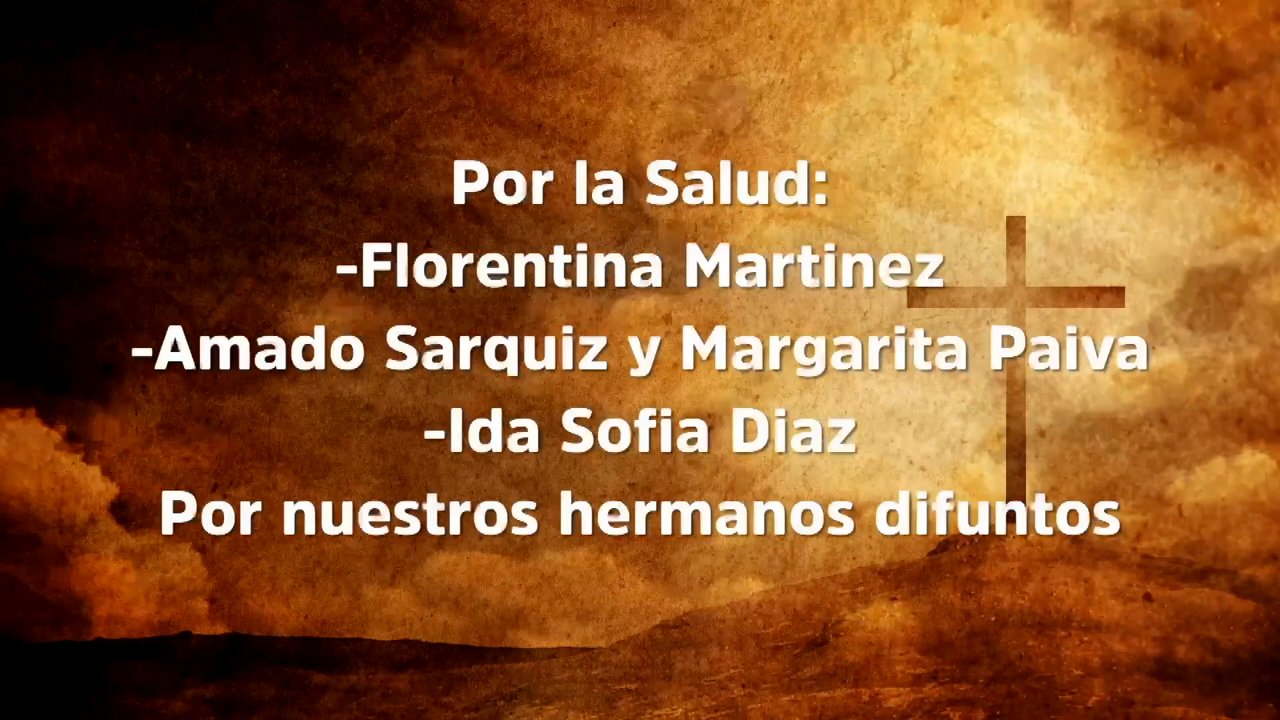 Por la Salud:
-Florentina Martinez
-Amado Sarquiz y Margarita Paiva
-Ida Sofia Diaz
Por nuestros hermanos difuntos